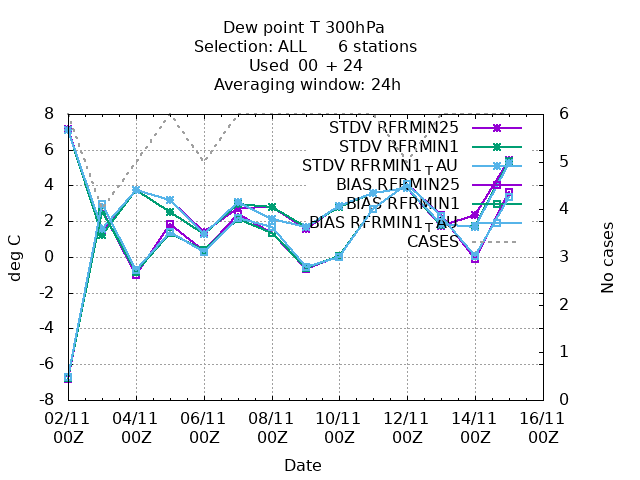 Dew point T 300hPa
Selection: ALL 6 stations
Used 00 + 24
Averaging window: 24h
8 6
STDV RFRMIN25
STDV RFRMIN1
STDV RFRMIN1_TAU
BIAS RFRMIN25
BIAS RFRMIN1
BIAS RFRMIN1_TAU
CASES
6
4
2
0
-2
-4
-6
-8
5
4
3
2
1
0
deg C
No cases
02/11 04/11 06/11 08/11 10/11 12/11 14/11 16/11
00Z 00Z 00Z 00Z 00Z 00Z 00Z 00Z
Date